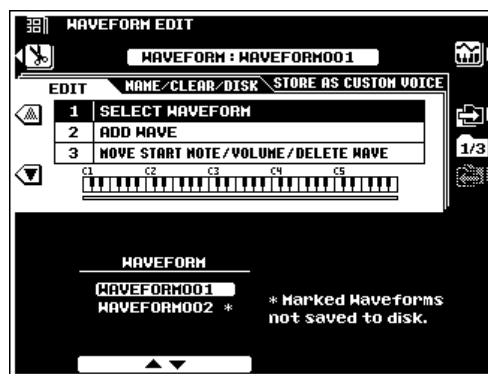 WAVEFORM EDIT
WAVEFORM : WAVEFORM001
EDIT NAME/CLEAR/DISK STORE AS CUSTOM VOICE
1 SELECT WAVEFORM
2 ADD WAVE
3 MOVE START NOTE/VOLUME/DELETE WAVE
1/3
C1 C2 C3 C4 C5
WAVEFORM
WAVEFORM001
WAVEFORM002 *
* Marked Waveforms
not saved to disk.